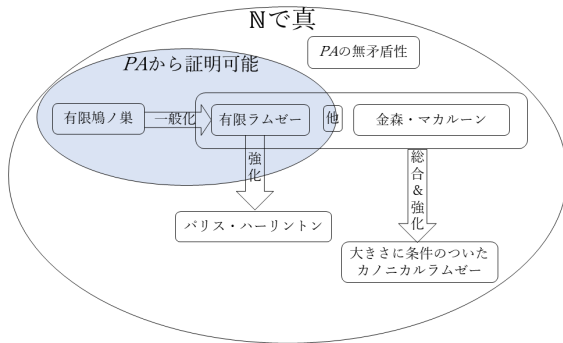 ℕで真
PAの無矛盾性
PAから証明可能
有限鳩ノ巣
一般化
有限ラムゼー
他
金森・マカルーン
強化
総合&強化
パリス・ハーリントン
大きさに条件のついた
カノニカルラムゼー